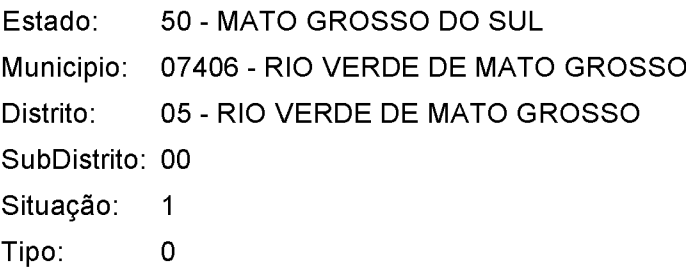 Estado: 50 - MATO GROSSO DO SUL
Municipio: 07406 - RIO VERDE DE MATO GROSSO
Distrito: 05 - RIO VERDE DE MATO GROSSO
SubDistrito: 00
Situação: 1
Tipo: 0